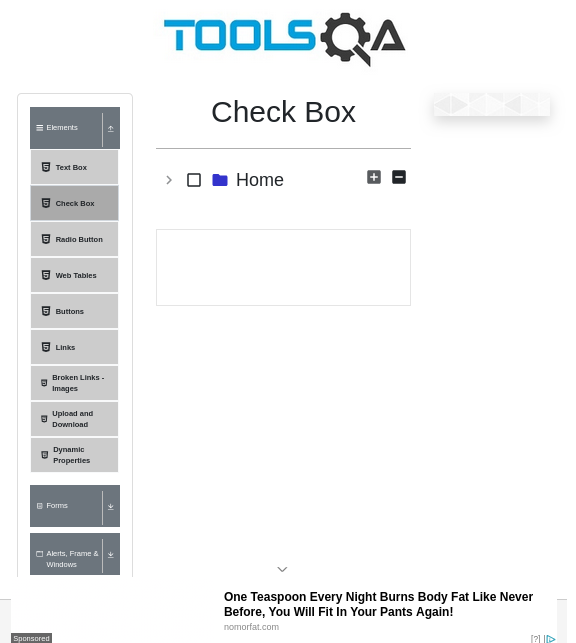 TOOLSQA
Check Box
Elements
Text Box
Check Box
Radio Button
Web Tables
Buttons
Links
Broken Links -
Images
Upload and
Download
Dynamic
Properties
Forms
Alerts, Frame &
Windows
Home
One Teaspoon Every Night Burns Body Fat Like Never
Before, You Will Fit In Your Pants Again!
nomorfat.com
Sponsored
[?]